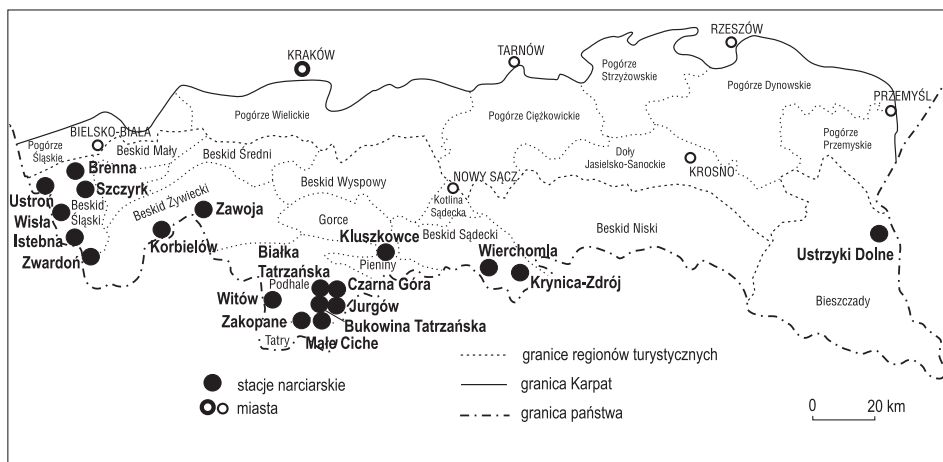 RZESZÓW
TARNÓW
KRAKÓW
Pogórze
Strzyżowskie
Pogórze Dynowskie
PRZEMYŚL
Pogórze Wielickie
Pogórze Ciężkowickie
BIELSKO-BIAŁA
Pogórze
Śląskie
Beskid Mały
Beskid Średni
Pogórze
Przemyskie
Doły
Jasielsko-Sanockie
KROSNO
Brenna
Szczyrk
Ustroń
Beskid
Śląski
Wisła
Istebna
Zwardoń
Beskid Żywiecki
Zawoja
Korbielów
Beskid Wyspowy
NOWY SĄCZ
Kotlina
Sądecka
Gorce
Kluszkowce
Beskid Sądecki
Pieniny
Wierchomla
Krynica-Zdrój
Beskid Niski
Ustrzyki Dolne
Bieszczady
Białka
Tatrzańska
Podhale
Czarna Góra
Witów
Jurgów
Zakopane
Bukowina Tatrzańska
Małe Ciche
Tatry
stacje narciarskie
miasta
granice regionów turystycznych
granica Karpat
granica państwa
0 20 km